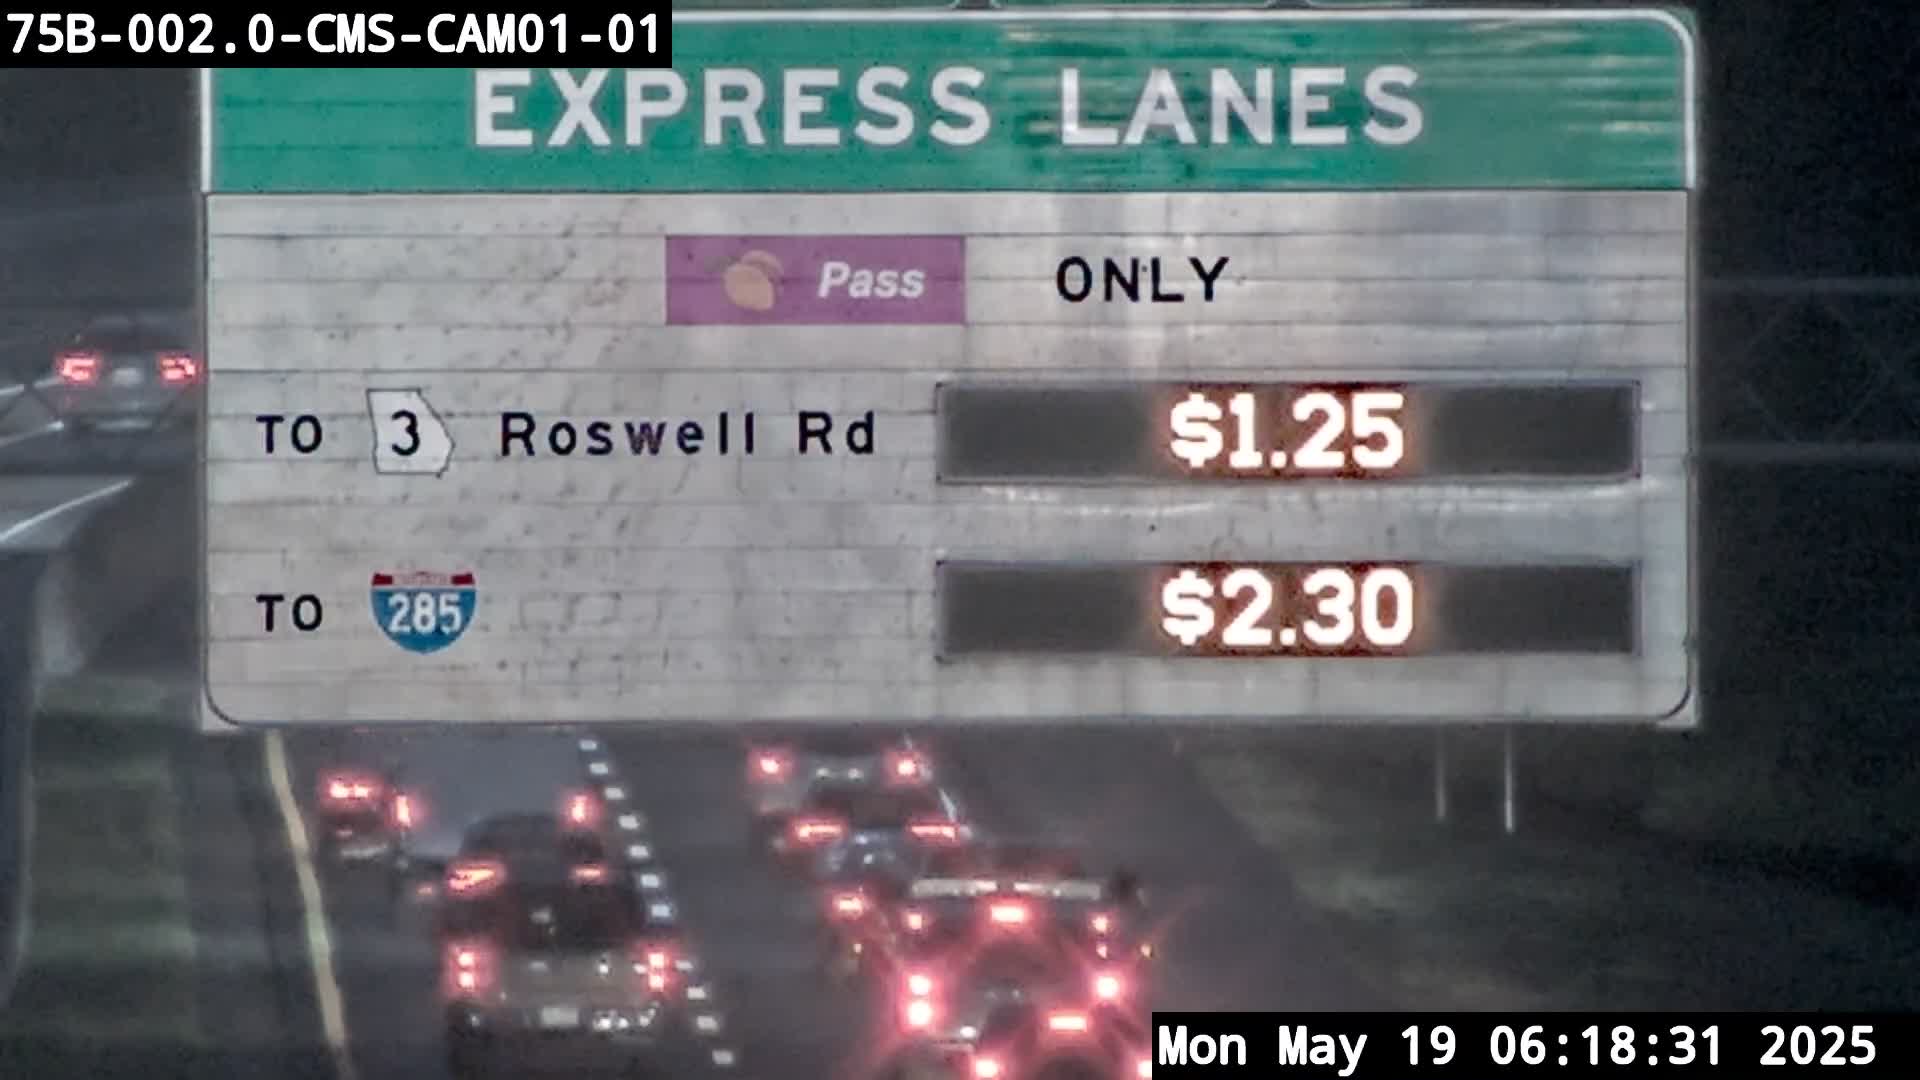 75B-002.0-CMS-CAM01-01
EXPRESS LANES
Pass ONLY
TO 3 Roswell Rd $1.25
TO 285 $2.30
Mon May 19 06:18:31 2025